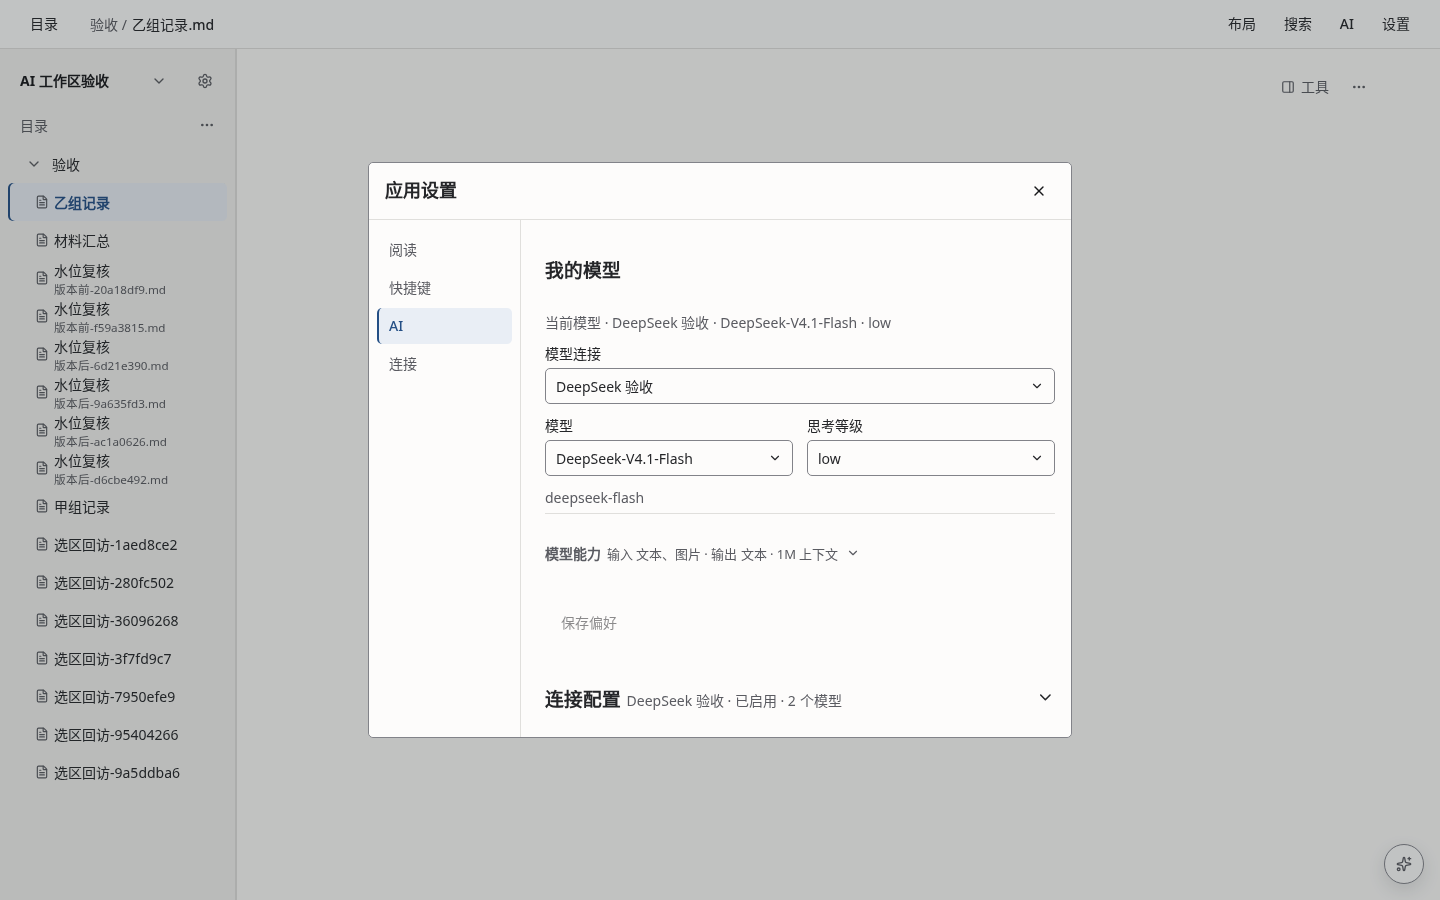 目录
验收 / 乙组记录.md
布局
搜索
AI
设置
AI 工作区验收
目录
验收
乙组记录
材料汇总
水位复核
版本前-20a18df9.md
水位复核
版本前-f59a3815.md
水位复核
版本后-6d21e390.md
水位复核
版本后-9a635fd3.md
水位复核
版本后-ac1a0626.md
水位复核
版本后-d6cbe492.md
甲组记录
选区回访-1aed8ce2
选区回访-280fc502
选区回访-36096268
选区回访-3f7fd9c7
选区回访-7950efe9
选区回访-95404266
选区回访-9a5ddba6
工具
应用设置
阅读
快捷键
AI
连接
我的模型
当前模型 · DeepSeek 验收 · DeepSeek-V4.1-Flash · low
模型连接
DeepSeek 验收
模型
思考等级
DeepSeek-V4.1-Flash
low
deepseek-flash
模型能力 输入 文本、图片 · 输出 文本 · 1M 上下文
保存偏好
连接配置 DeepSeek 验收 · 已启用 · 2 个模型